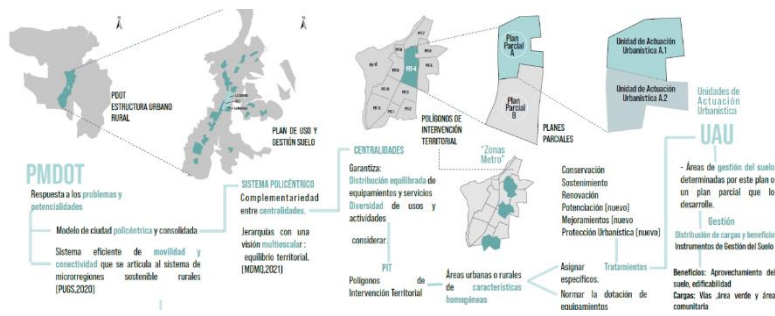 N
N
PDOT
ESTRUCTURA URBANO
RURAL
PLAN DE USO Y
GESTIÓN SUELO
POLÍGONOS DE
INTERVENCIÓN
TERRITORIAL
PIT-4
Plan
Parcial
A
Plan
Parcial
B
PLANES
PARCIALES
Unidad de Actuación
Urbanística A.1
Unidad de Actuación
Urbanística A.2
Unidades de
Actuación
Urbanística
UAU
PMDOT
Respuesta a los problemas y
potencialidades
Modelo de ciudad policéntrica y consolidada
Sistema eficiente de movilidad y
conectividad que se articula al sistema de
microrregiones sostenible rurales
(PUGS,2020)
SISTEMA POLICÉNTRICO
Complementariedad
entre centralidades.
Jerarquías con una
visión multiescalar :
equilibrio territorial.
(MDMQ,2021)
CENTRALIDADES
Garantiza:
Distribución equilibrada de
equipamientos y servicios
Diversidad de usos y
actividades
considerar.
PIT
Polígonos de
Intervención Territorial
"Zonas
Metro"
Áreas urbanas o rurales
de características
homogéneas
Conservación
Sostenimiento
Renovación
Potenciación (nuevo)
Mejoramientos (nuevo
Protección Urbanística (nuevo)
Asignar Tratamientos
específicos.
Normar la dotación de
equipamientos
- Áreas de gestión del suelo
determinadas por este plan o
un plan parcial que lo
desarrolle.
Gestión
Distribución de cargas y beneficio
Instrumentos de Gestión del Suelo
Beneficios: Aprovechamiento del
suelo, edificabilidad
Cargas: Vías ,área verde y área
comunitaria